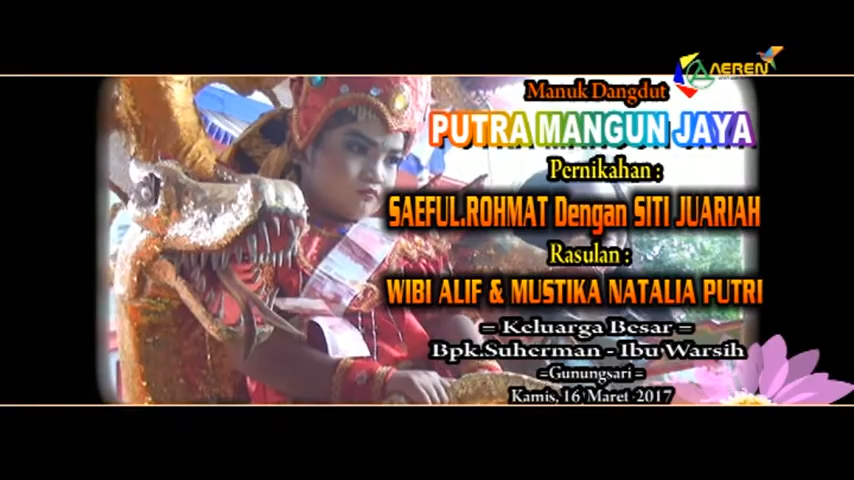 AEREN
Manuk Dangdut
PUTRA MANGUN JAYA
Pernikahan :
SAEFUL.ROHMAT Dengan SITI JUARIAH
Rasulan :
WIBI ALIF & MUSTIKA NATALIA PUTRI
= Keluarga Besar =
Bpk.Suherman - Ibu Warsih
=Gunungsari =
Kamis, 16 Maret 2017